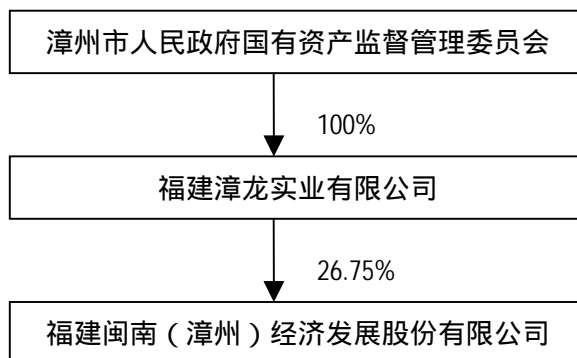 漳州市人民政府国有资产监督管理委员会
100%
福建漳龙实业有限公司
26.75%
福建闽南（漳州）经济发展股份有限公司